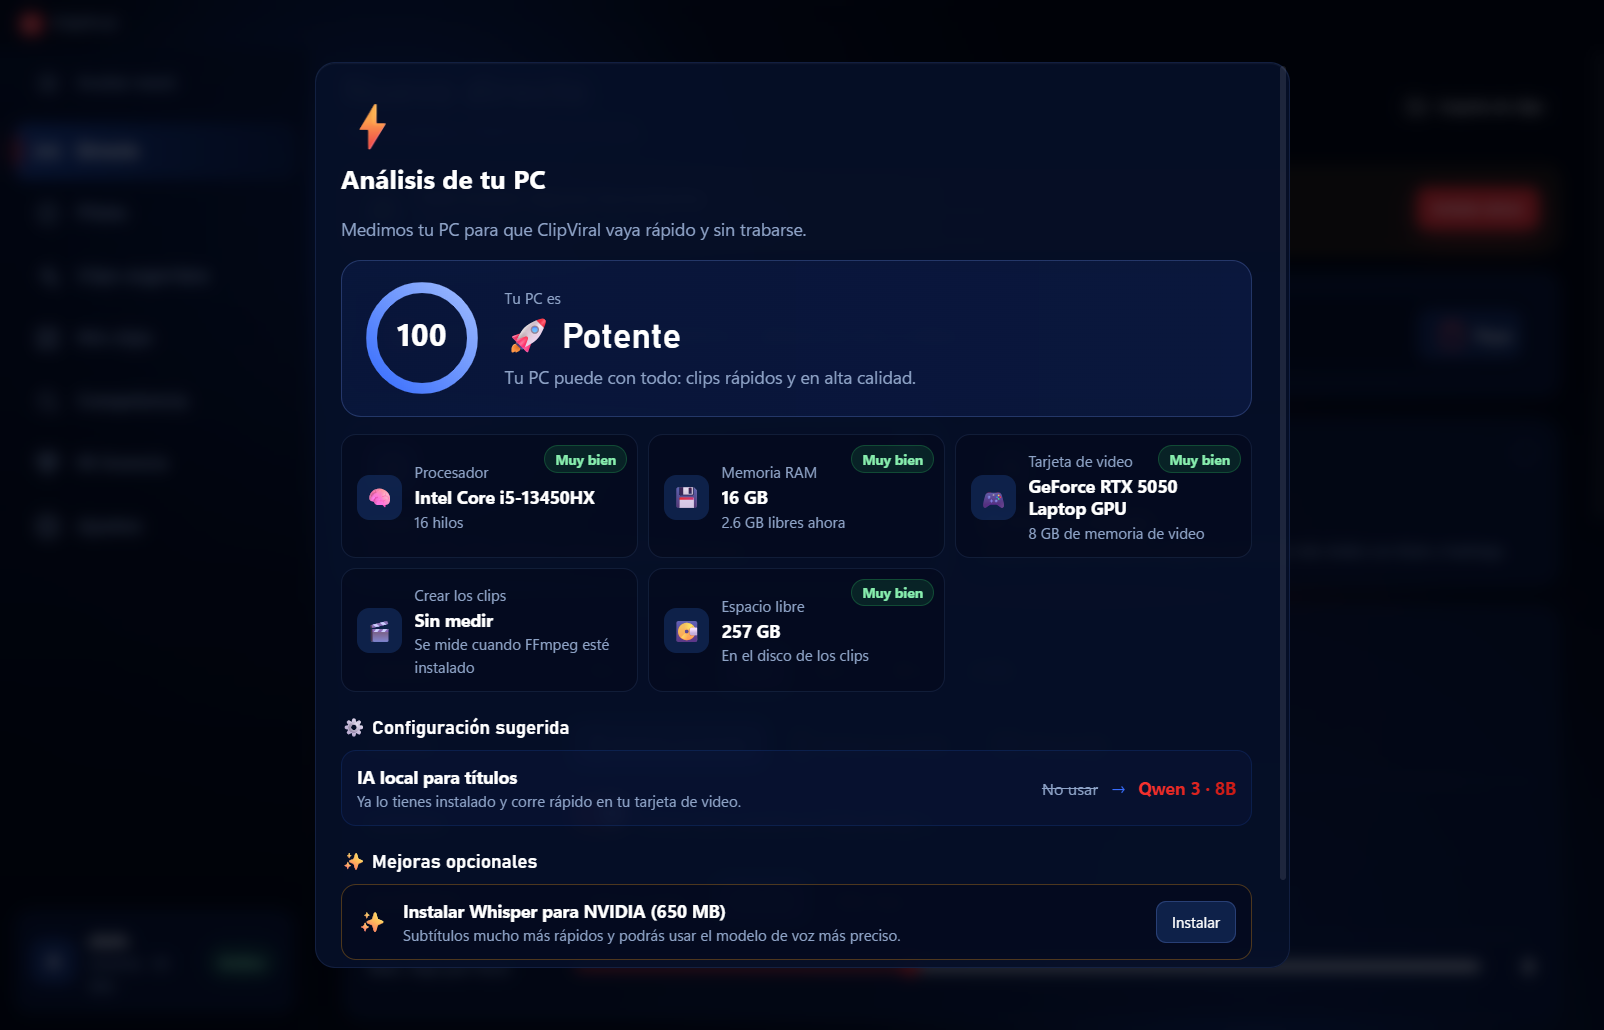 Análisis de tu PC
Medimos tu PC para que ClipViral vaya rápido y sin trabarse.
100
Tu PC es
Potente
Tu PC puede con todo: clips rápidos y en alta calidad.
Procesador
Muy bien
Intel Core i5-13450HX
16 hilos
Memoria RAM
Muy bien
16 GB
2.6 GB libres ahora
Tarjeta de video
Muy bien
GeForce RTX 5050
Laptop GPU
8 GB de memoria de video
Crear los clips
Sin medir
Se mide cuando FFmpeg esté
instalado
Espacio libre
Muy bien
257 GB
En el disco de los clips
Configuración sugerida
IA local para títulos
Ya lo tienes instalado y corre rápido en tu tarjeta de video.
No usar → Qwen 3 · 8B
Mejoras opcionales
Instalar Whisper para NVIDIA (650 MB)
Subtítulos mucho más rápidos y podrás usar el modelo de voz más preciso.
Instalar